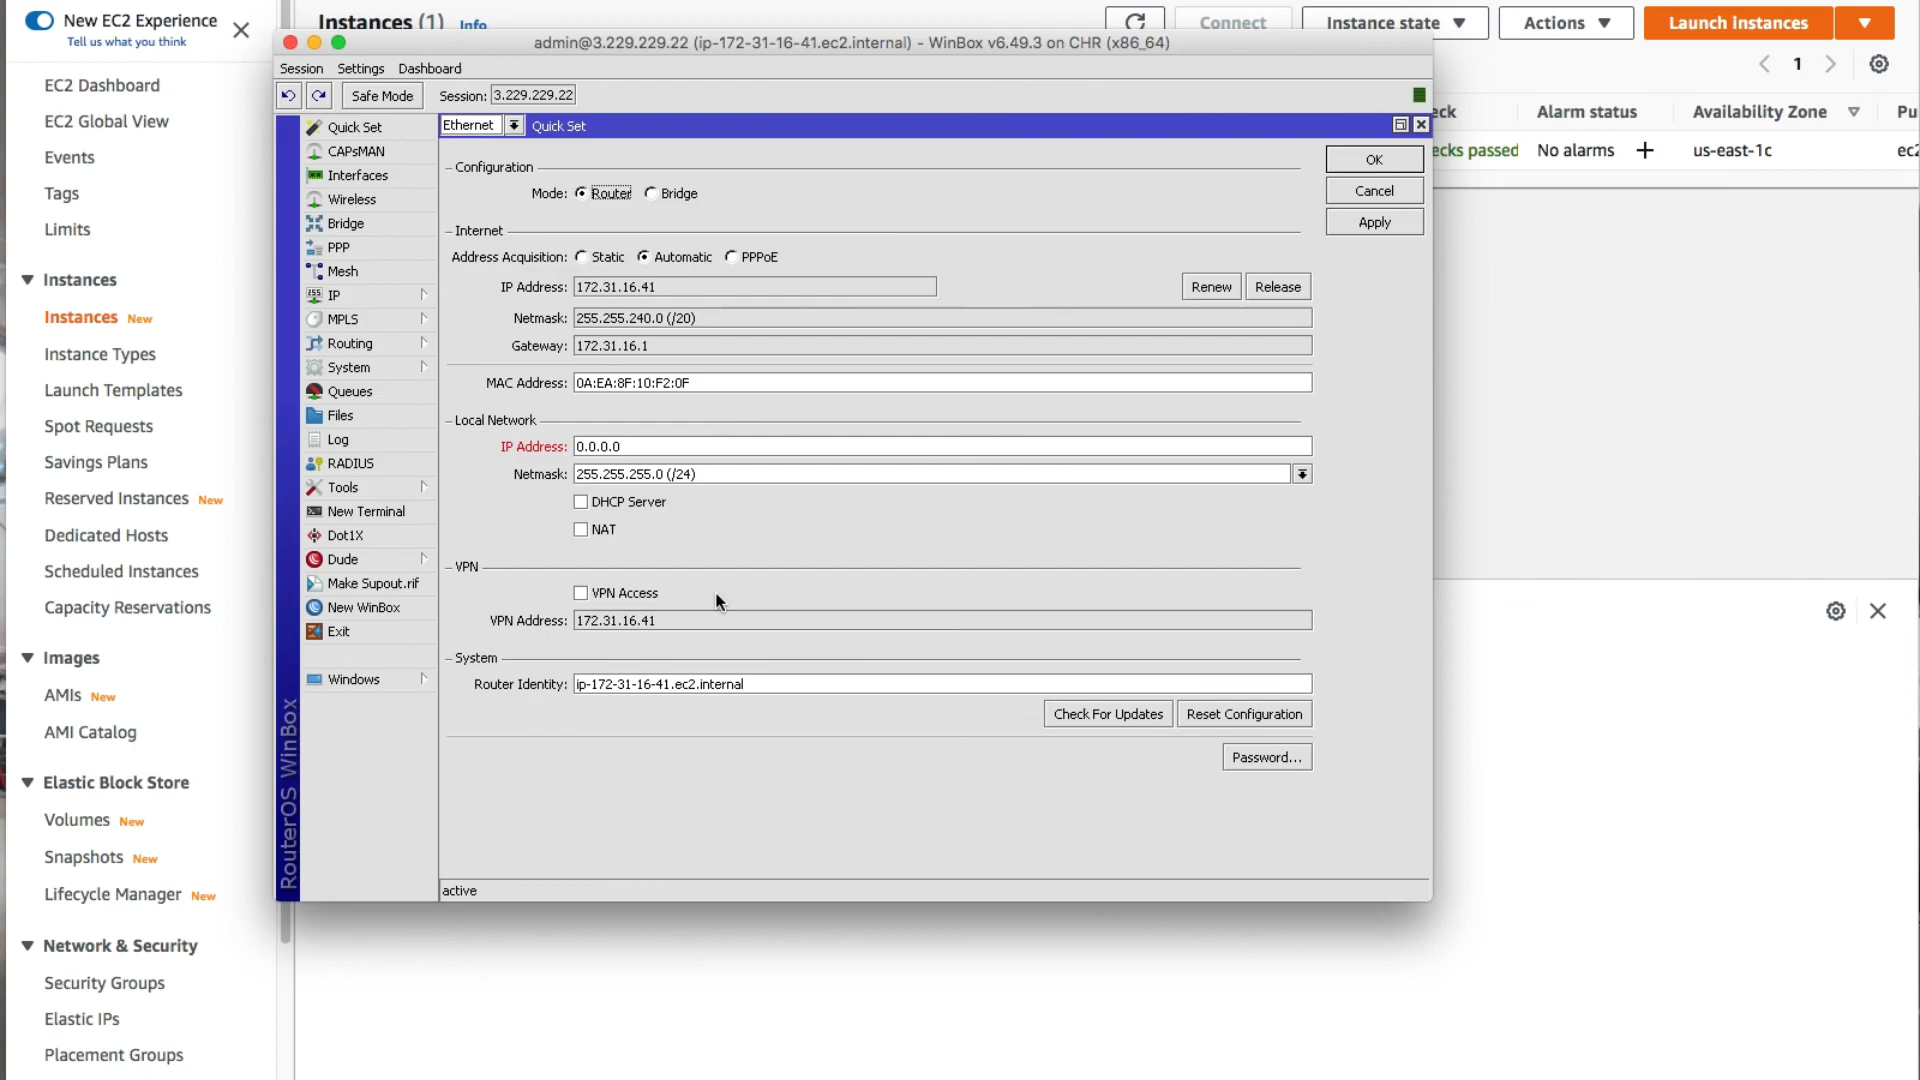 New EC2 Experience
Tell us what you think
EC2 Dashboard
EC2 Global View
Events
Tags
Limits
Instances
Instances New
Instance Types
Launch Templates
Spot Requests
Savings Plans
Reserved Instances New
Dedicated Hosts
Scheduled Instances
Capacity Reservations
Images
AMIs New
AMI Catalog
Elastic Block Store
Volumes New
Snapshots New
Lifecycle Manager New
Network & Security
Security Groups
Elastic IPs
Placement Groups
Instances (1) Info
Connect
Instance state
Actions
Launch instances
1
Alarm status
Availability Zone
No alarms
us-east-1c
passed
admin@3.229.229.22 (ip-172-31-16-41.ec2.internal) - WinBox v6.49.3 on CHR (x86_64)
Session Settings Dashboard
Safe Mode Session: 3.229.229.22
Quick Set
CAPsMAN
Interfaces
Wireless
Bridge
PPP
Mesh
IP
MPLS
Routing
System
Queues
Files
Log
RADIUS
Tools
New Terminal
Dot1X
Dude
Make Supout.rif
New WinBox
Exit
Windows
RouterOS WinBox
Ethernet Quick Set
Configuration
Mode: Router Bridge
Internet
Address Acquisition: Static Automatic PPPoE
IP Address: 172.31.16.41 Renew Release
Netmask: 255.255.240.0 (/20)
Gateway: 172.31.16.1
MAC Address: 0A:EA:8F:10:F2:0F
Local Network
IP Address: 0.0.0.0
Netmask: 255.255.255.0 (/24)
DHCP Server
NAT
VPN
VPN Access
VPN Address: 172.31.16.41
System
Router Identity: ip-172-31-16-41.ec2.internal
Check For Updates Reset Configuration
Password...
OK
Cancel
Apply
active